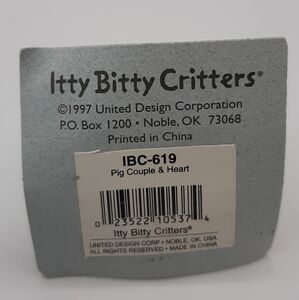 Itty Bitty Critters®
©1997 United Design Corporation
P.O. Box 1200 • Noble, OK 73068
Printed in China
IBC-619
Pig Couple & Heart
0 23522 10537 4
Itty Bitty Critters®
UNITED DESIGN CORP • NOBLE, OK, USA
ALL RIGHTS RESERVED • MADE IN CHINA